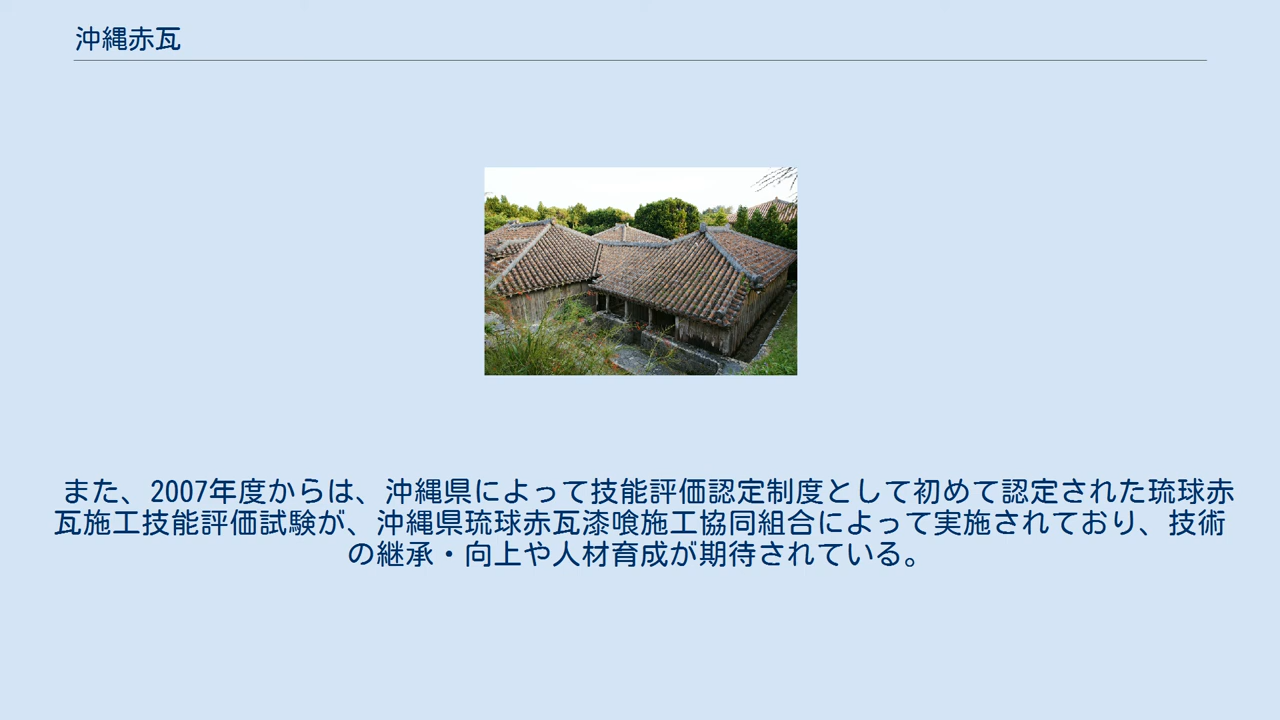 沖縄赤瓦
また、2007年度からは、沖縄県によって技能評価認定制度として初めて認定された琉球赤
瓦施工技能評価試験が、沖縄県琉球赤瓦漆喰施工協同組合によって実施されており、技術
の継承・向上や人材育成が期待されている。